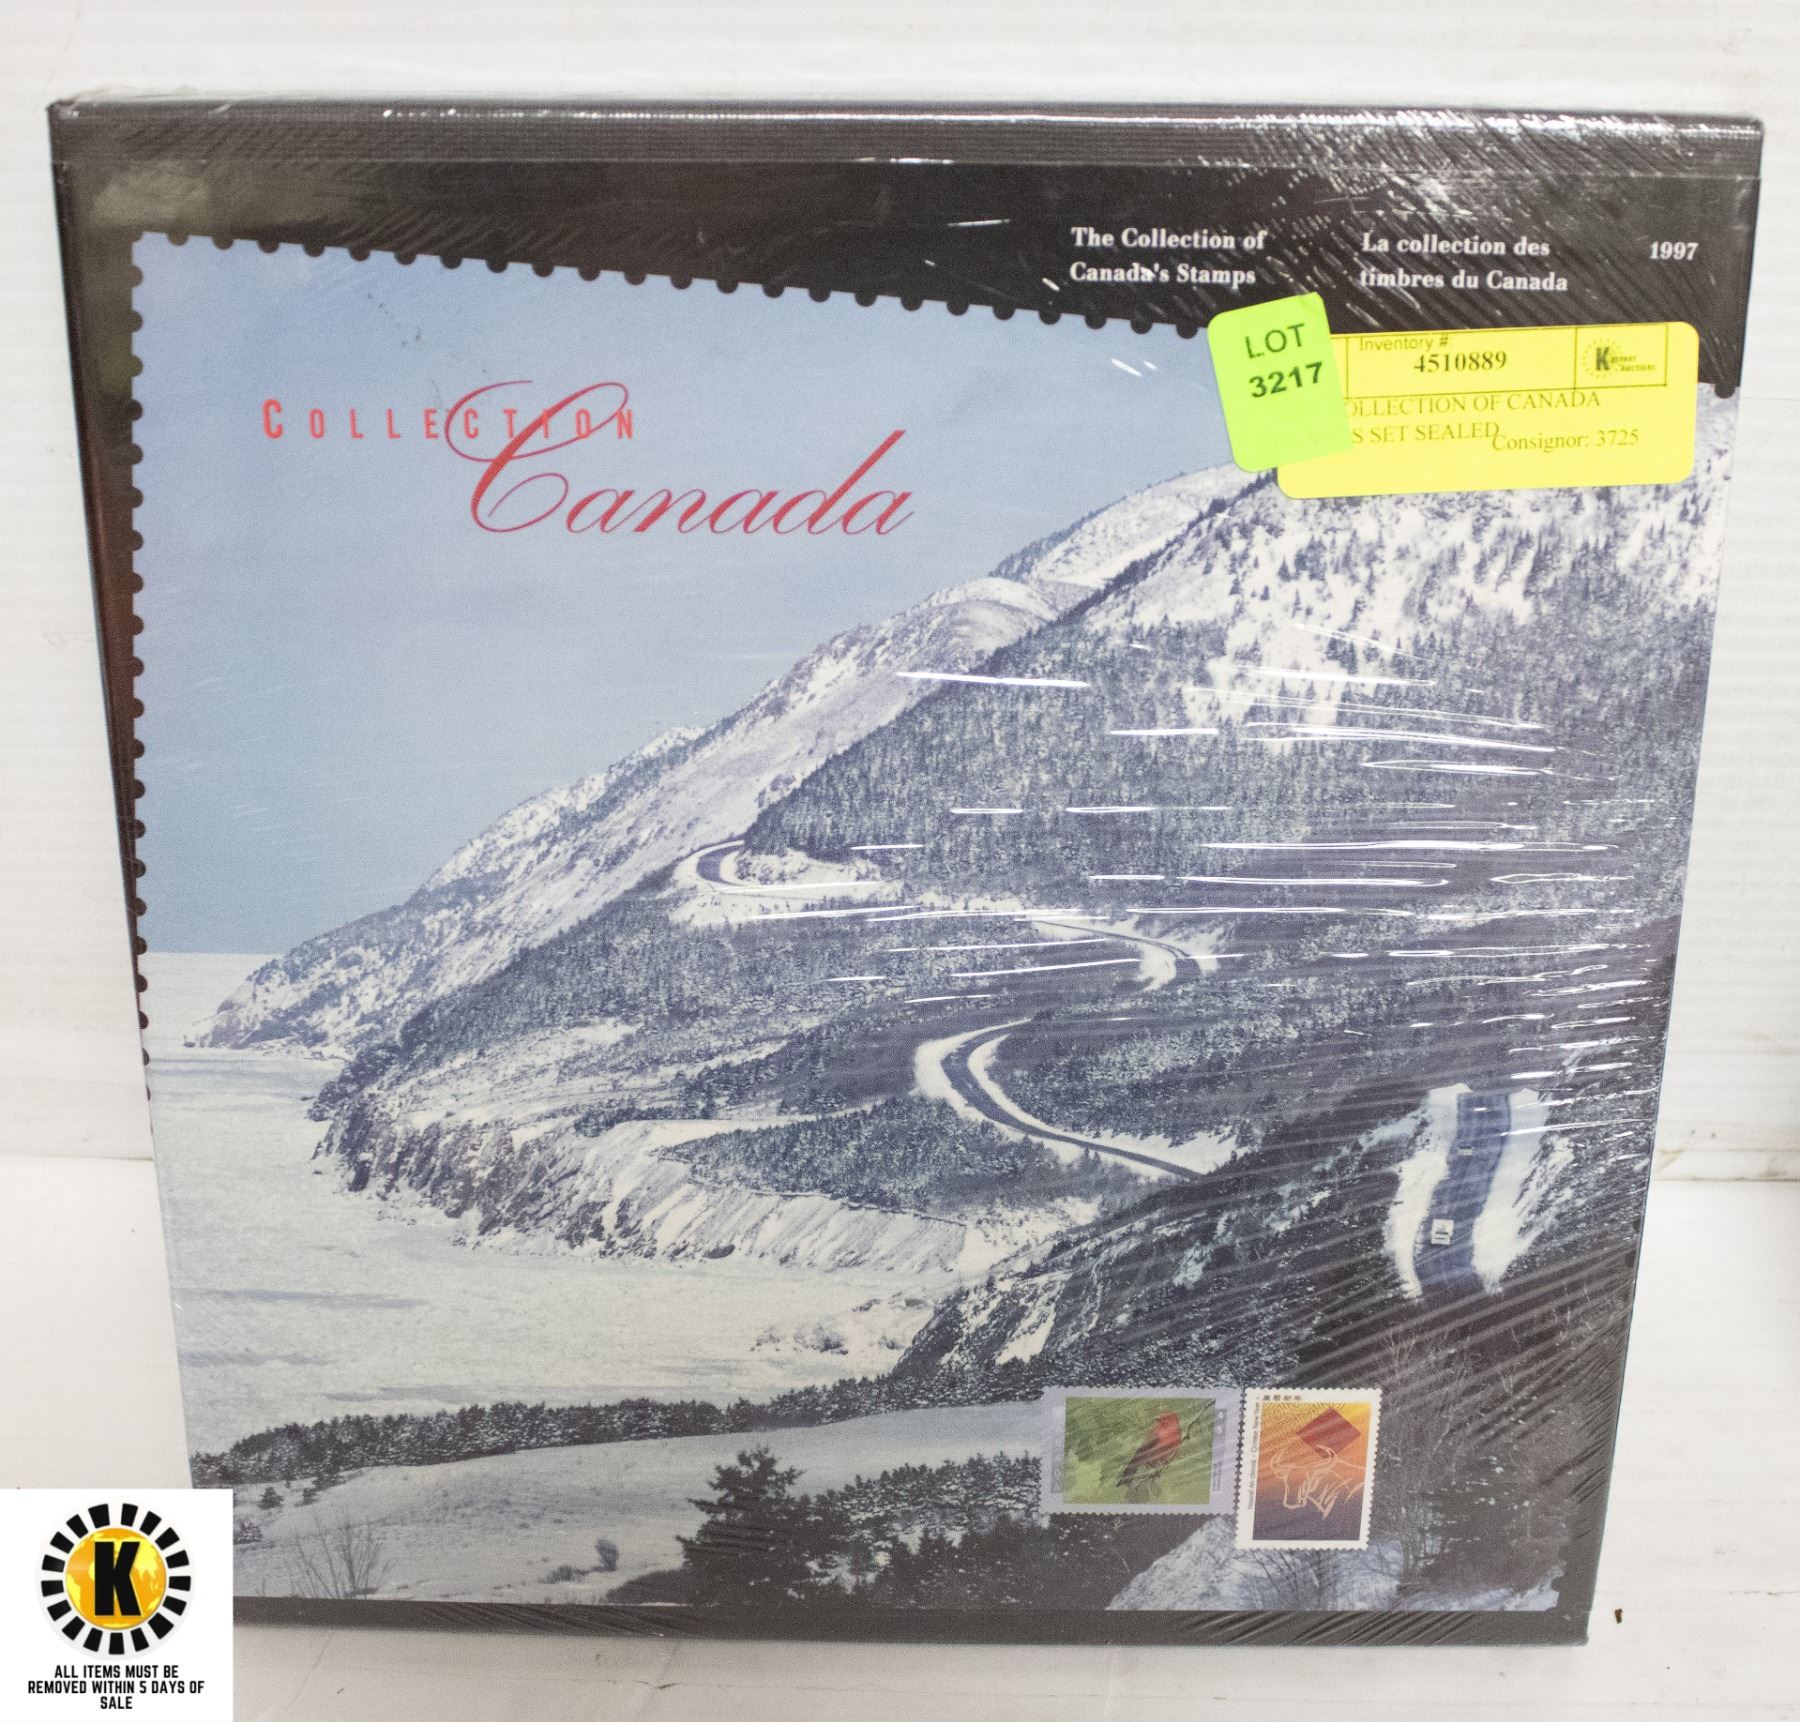 The Collection of
Canada's Stamps
La collection des
timbres du Canada
1997
LOT
3217
Inventory #:
4510889
OLLECTION OF CANADA
S SET SEALED
Consignor: 3725
COLLECTION
Canada
K
ALL ITEMS MUST BE
REMOVED WITHIN 5 DAYS OF
SALE